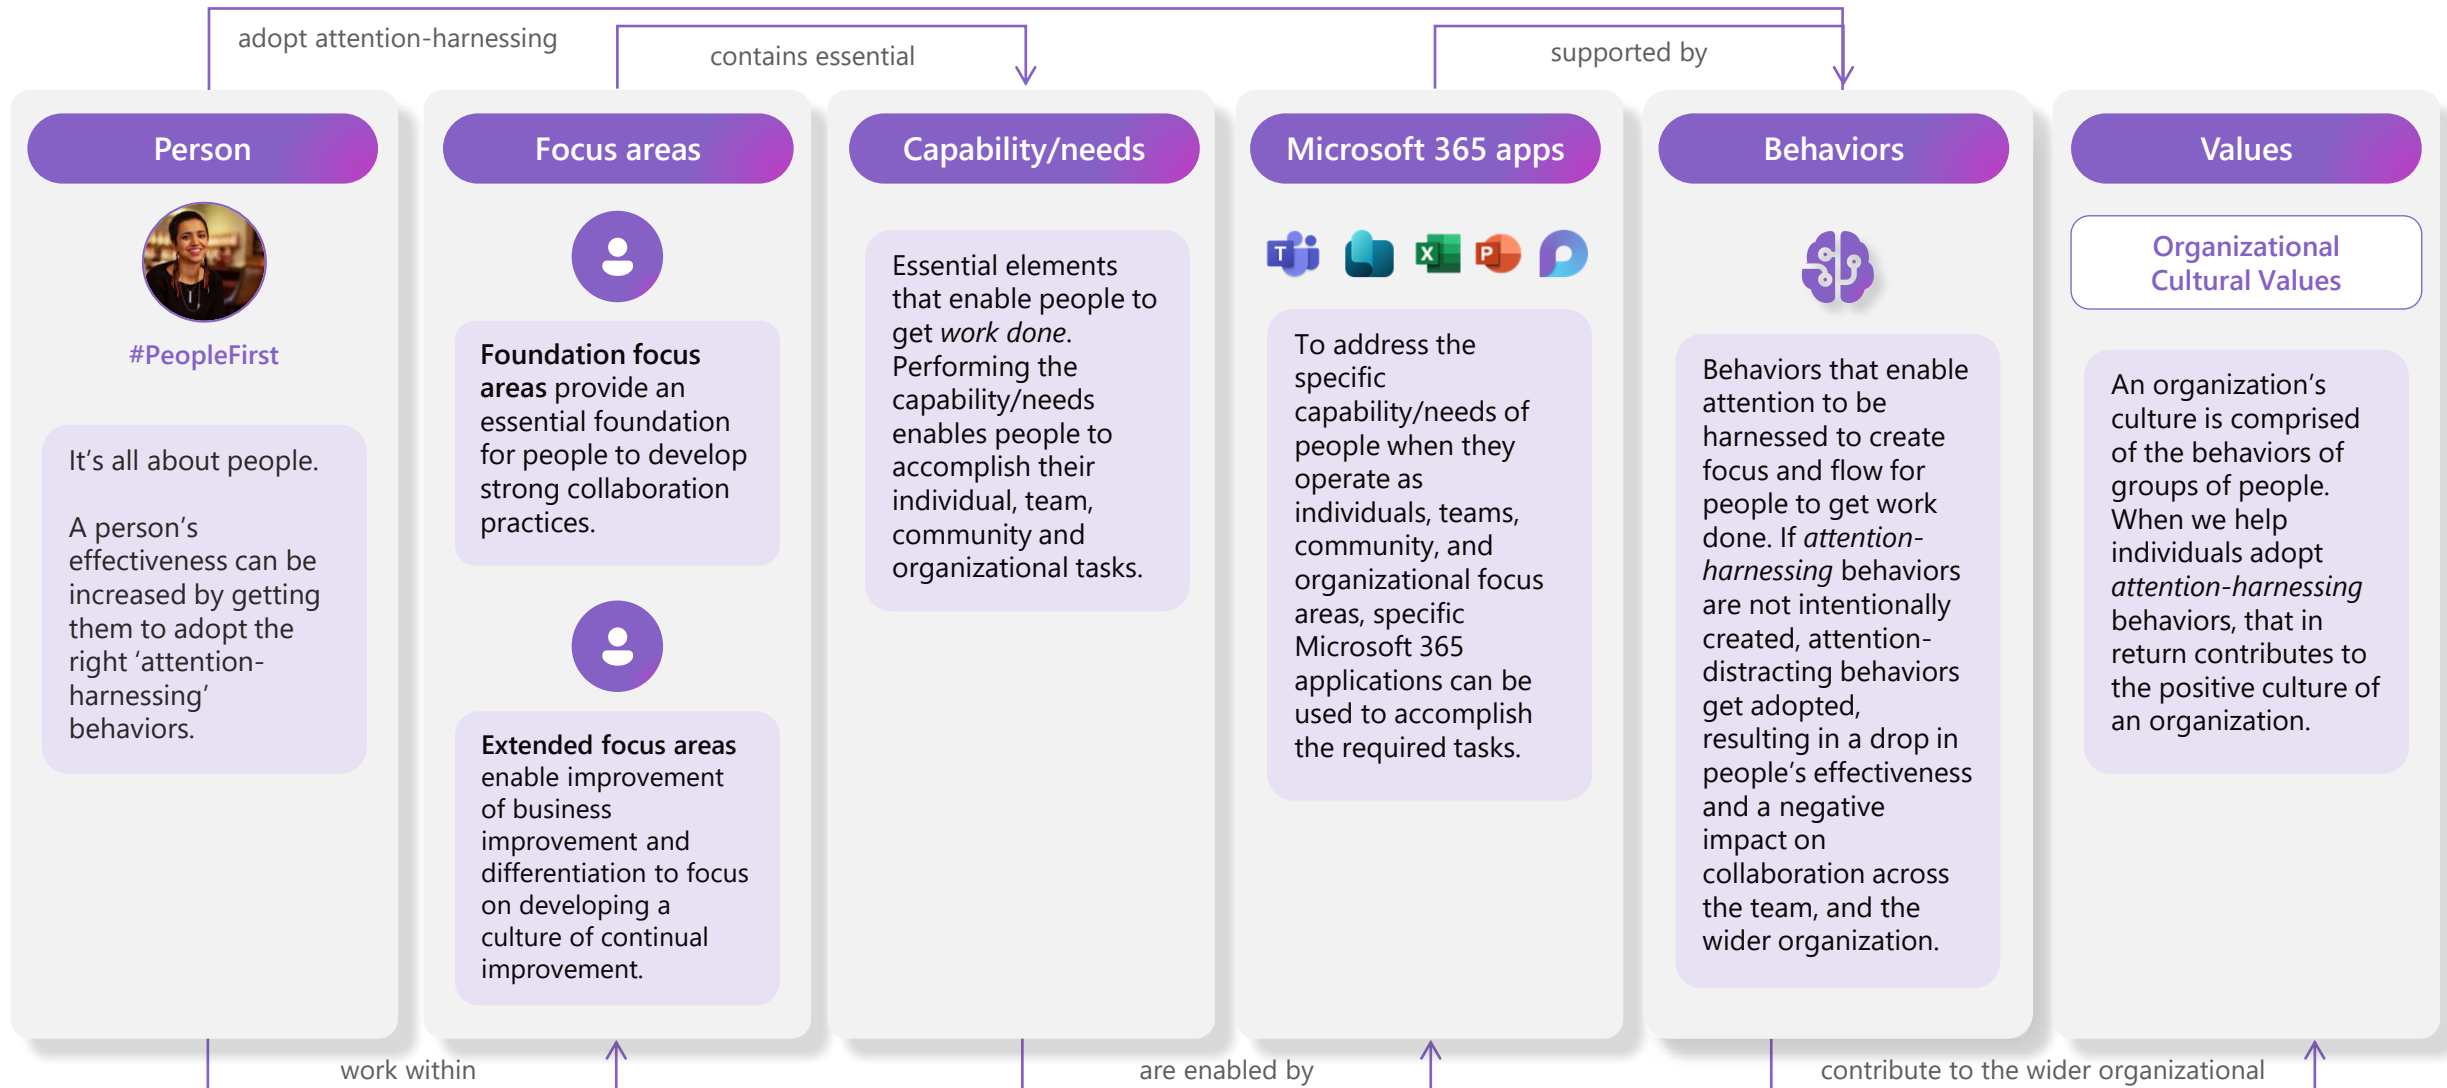 adopt attention-harnessing
contains essential
supported by
Person
#PeopleFirst
It's all about people.
A person's
effectiveness can be
increased by getting
them to adopt the
right ‘attention-
harnessing’
behaviors.
Focus areas
Foundation focus
areas provide an
essential foundation
for people to develop
strong collaboration
practices.
Extended focus areas
enable improvement
of business
improvement and
differentiation to focus
on developing a
culture of continual
improvement.
Capability/needs
Essential elements
that enable people to
get work done.
Performing the
capability/needs
enables people to
accomplish their
individual, team,
community and
organizational tasks.
Microsoft 365 apps
T
X
P
To address the
specific
capability/needs of
people when they
operate as
individuals, teams,
community, and
organizational focus
areas, specific
Microsoft 365
applications can be
used to accomplish
the required tasks.
Behaviors
Behaviors that enable
attention to be
harnessed to create
focus and flow for
people to get work
done. If attention-
harnessing behaviors
are not intentionally
created, attention-
distracting behaviors
get adopted,
resulting in a drop in
people's effectiveness
and a negative
impact on
collaboration across
the team, and the
wider organization.
Values
Organizational
Cultural Values
An organization's
culture is comprised
of the behaviors of
groups of people.
When we help
individuals adopt
attention-harnessing
behaviors, that in
return contributes to
the positive culture of
an organization.
work within
are enabled by
contribute to the wider organizational